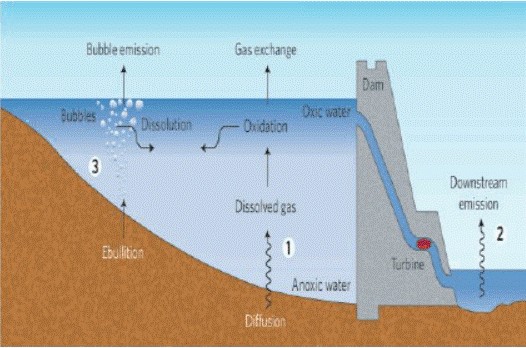 Bubble emission
Gas exchange
Dam
Bubbles
Dissolution
Oxidation
Oxic water
3
Downstream
emission
Dissolved gas
2
1
Ebullition
Turbine
Anoxic water
Diffusion